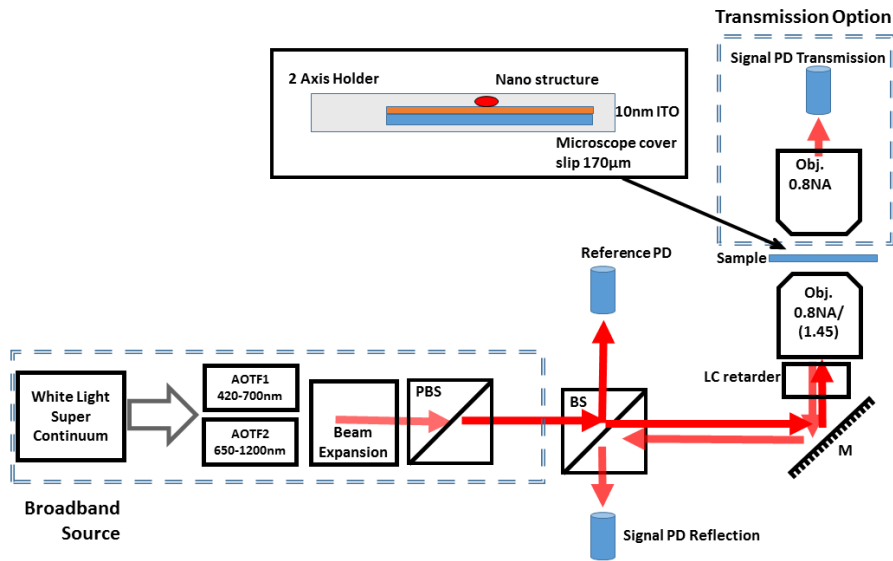 Transmission Option
Signal PD Transmission
2 Axis Holder
Nano structure
10nm ITO
Microscope cover
slip 170µm
Obj.
0.8NA
Reference PD
Sample
Obj.
0.8NA/
(1.45)
LC retarder
White Light
Super
Continuum
AOTF1
420-700nm
AOTF2
650-1200nm
Beam
Expansion
PBS
BS
M
Broadband
Source
Signal PD Reflection